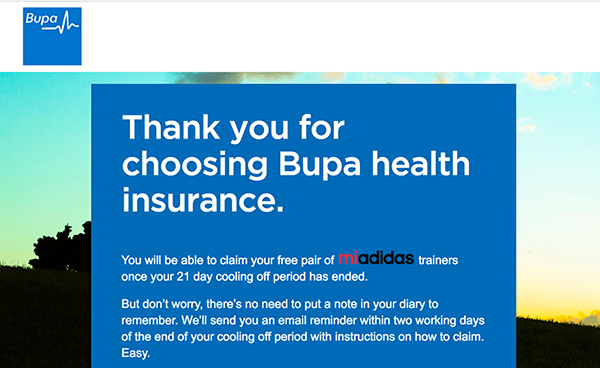 Bupa
Thank you for
choosing Bupa health
insurance.
You will be able to claim your free pair of miadidas trainers
once your 21 day cooling off period has ended.
But don’t worry, there’s no need to put a note in your diary to
remember. We’ll send you an email reminder within two working days
of the end of your cooling off period with instructions on how to claim.
Easy.